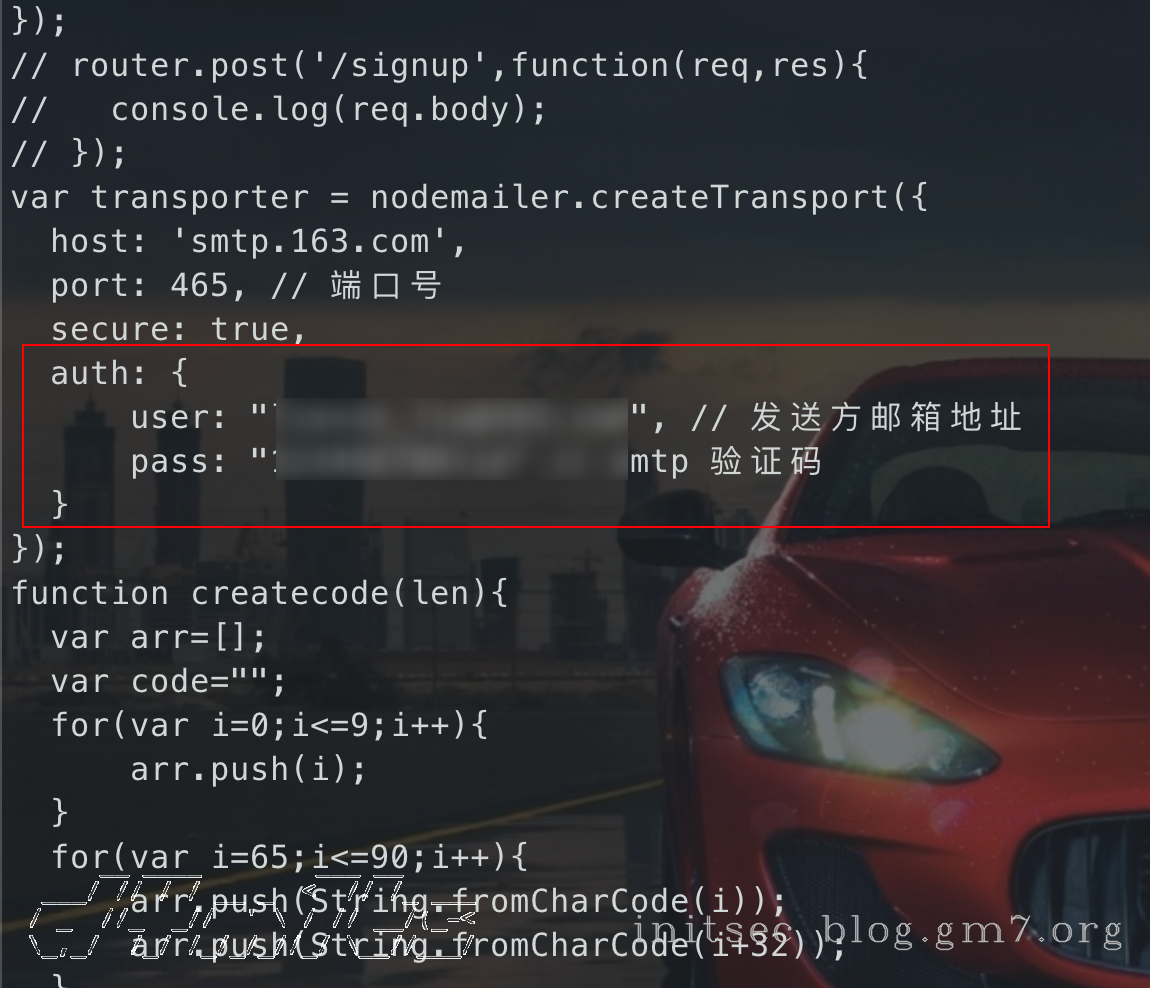 });
// router.post('/signup',function(req,res){
//   console.log(req.body);
// });
var transporter = nodemailer.createTransport({
  host: 'smtp.163.com',
  port: 465, // 端口号
  secure: true,
  auth: {
      user: "", // 发送方邮箱地址
      pass: "mtp 验证码
  }
});
function createcode(len){
  var arr=[];
  var code="";
  for(var i=0;i<=9;i++){
      arr.push(i);
  }
  for(var i=65;i<=90;i++){
      arr.push(String.fromCharCode(i));
      arr.push(String.fromCharCode(i+32));
  }
initsec blog.gm7.org